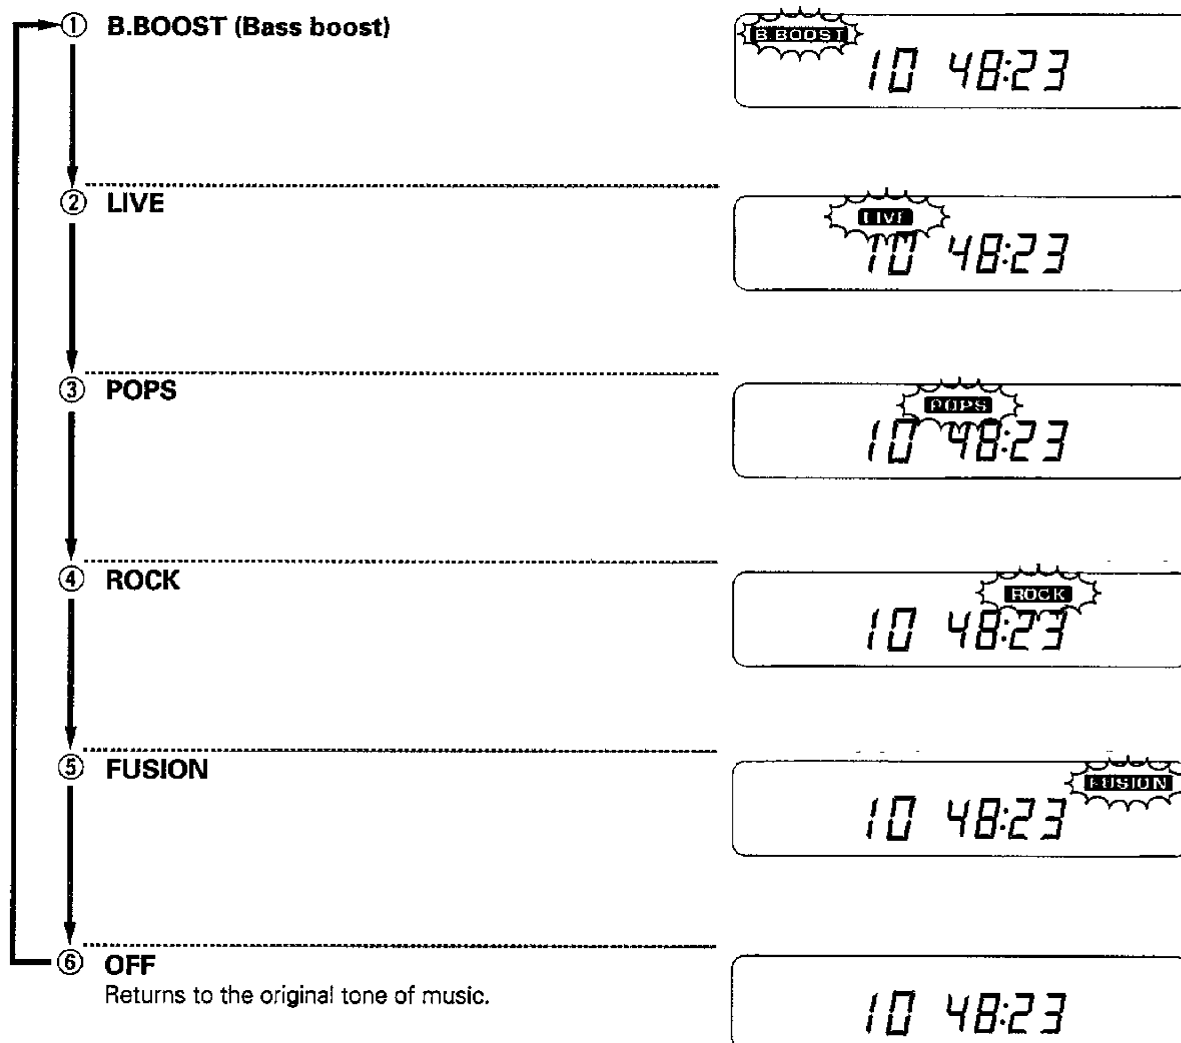 ① B.BOOST (Bass boost)
B.BOOST
10 48:23
② LIVE
LIVE
10 48:23
③ POPS
POPS
10 48:23
④ ROCK
ROCK
10 48:23
⑤ FUSION
FUSION
10 48:23
⑥ OFF
Returns to the original tone of music.
10 48:23